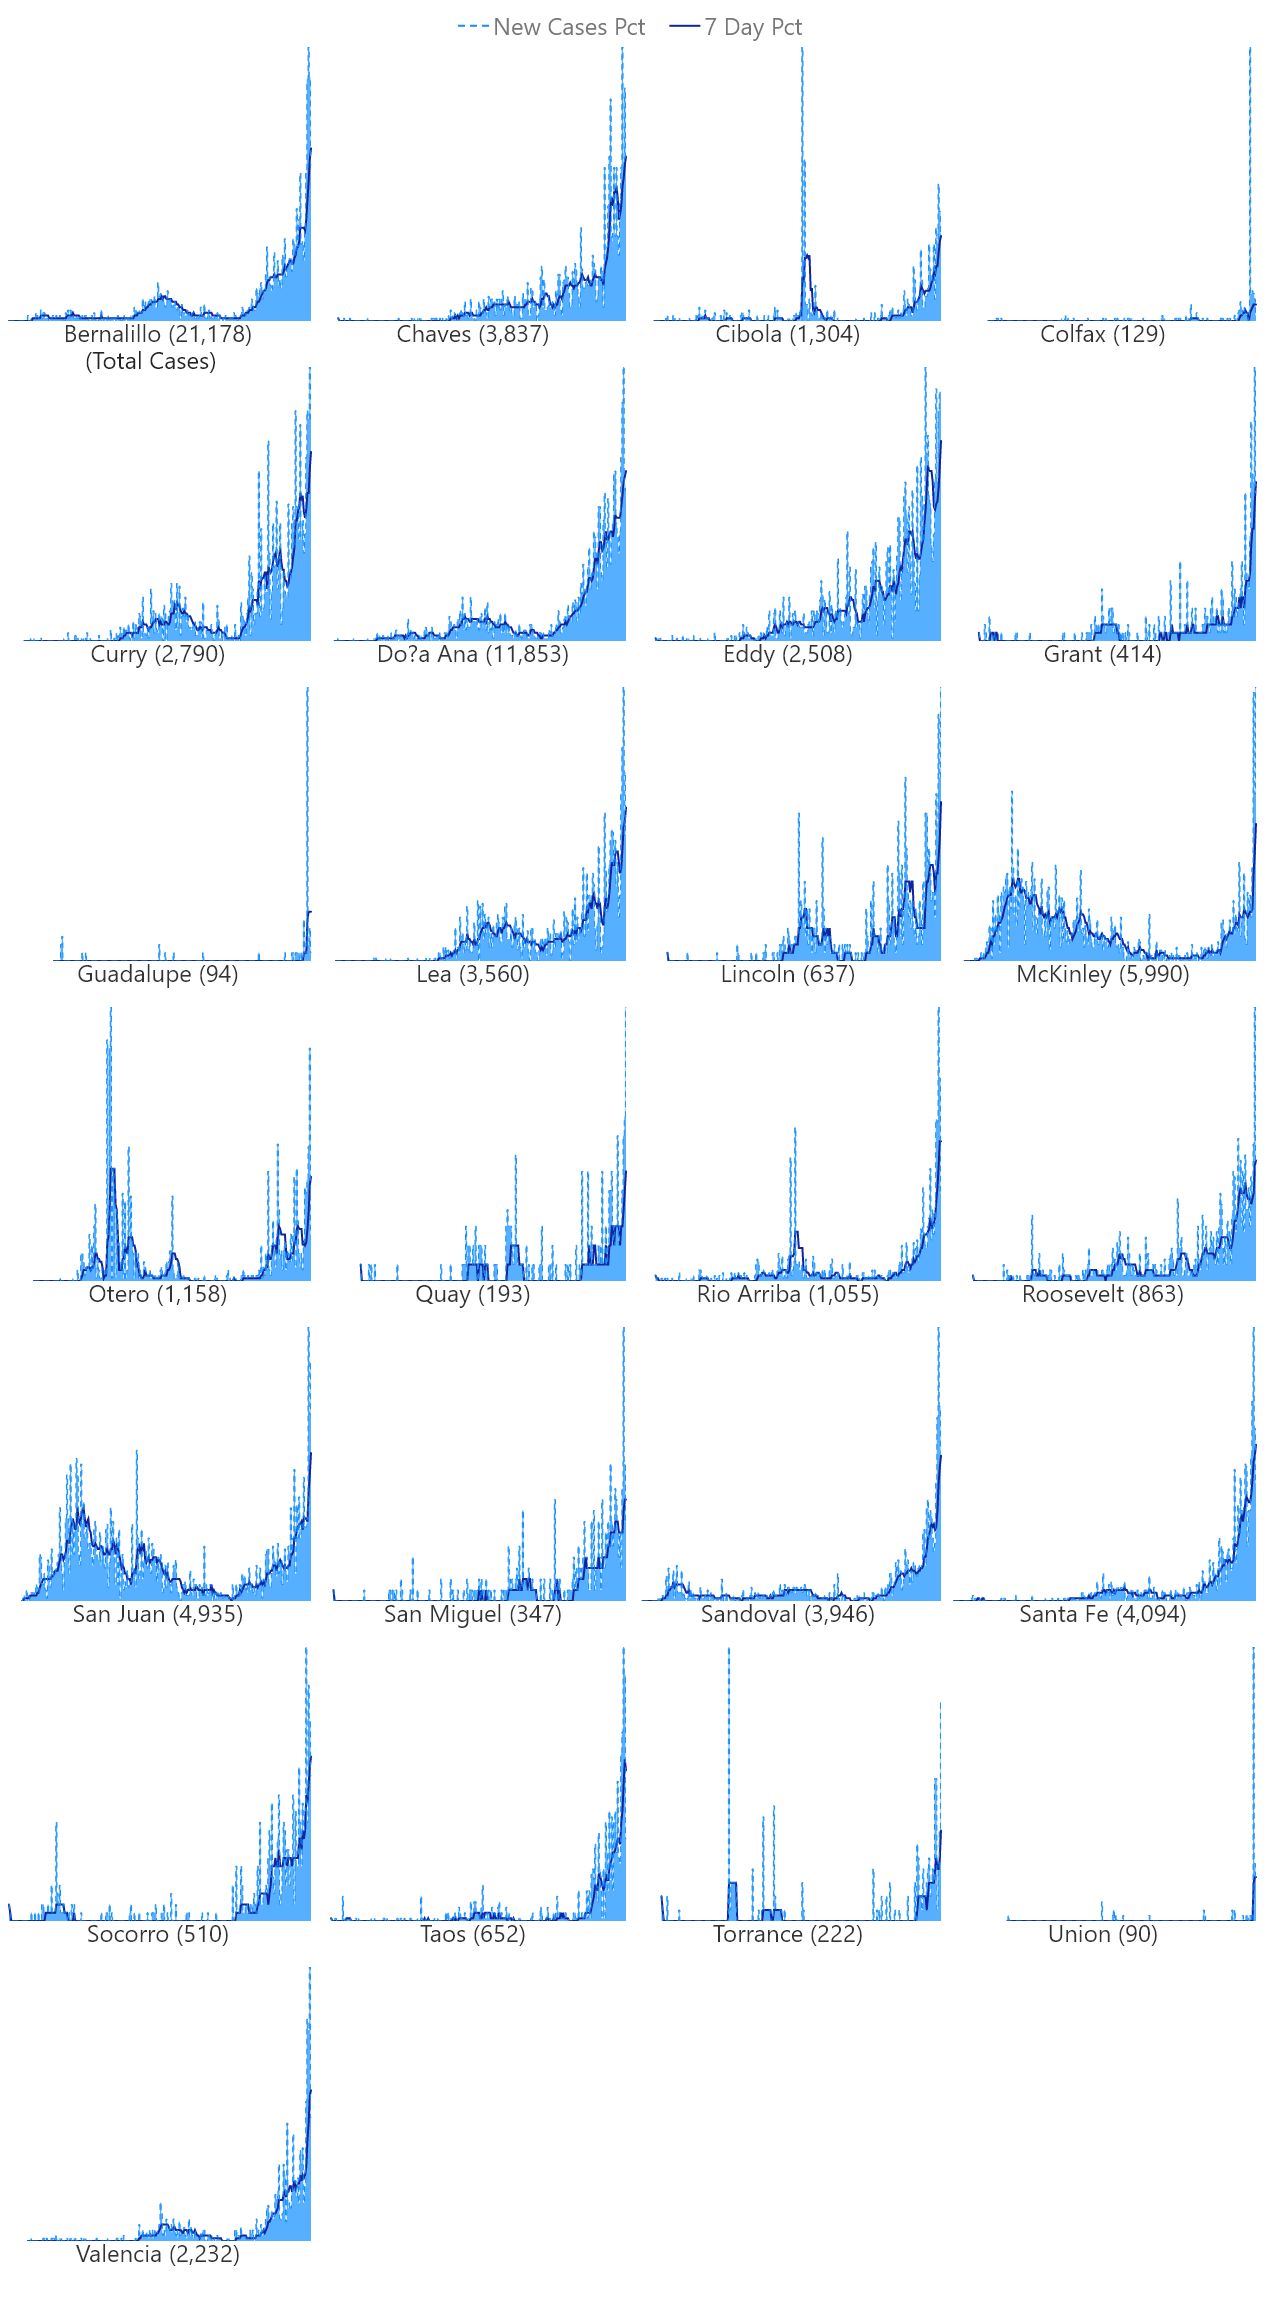 New Cases Pct 7 Day Pct
Bernalillo (21,178) Chaves (3,837) Cibola (1,304) Colfax (129)
(Total Cases)
Curry (2,790) Do?a Ana (11,853) Eddy (2,508) Grant (414)
Guadalupe (94) Lea (3,560) Lincoln (637) McKinley (5,990)
Otero (1,158) Quay (193) Rio Arriba (1,055) Roosevelt (863)
San Juan (4,935) San Miguel (347) Sandoval (3,946) Santa Fe (4,094)
Socorro (510) Taos (652) Torrance (222) Union (90)
Valencia (2,232)